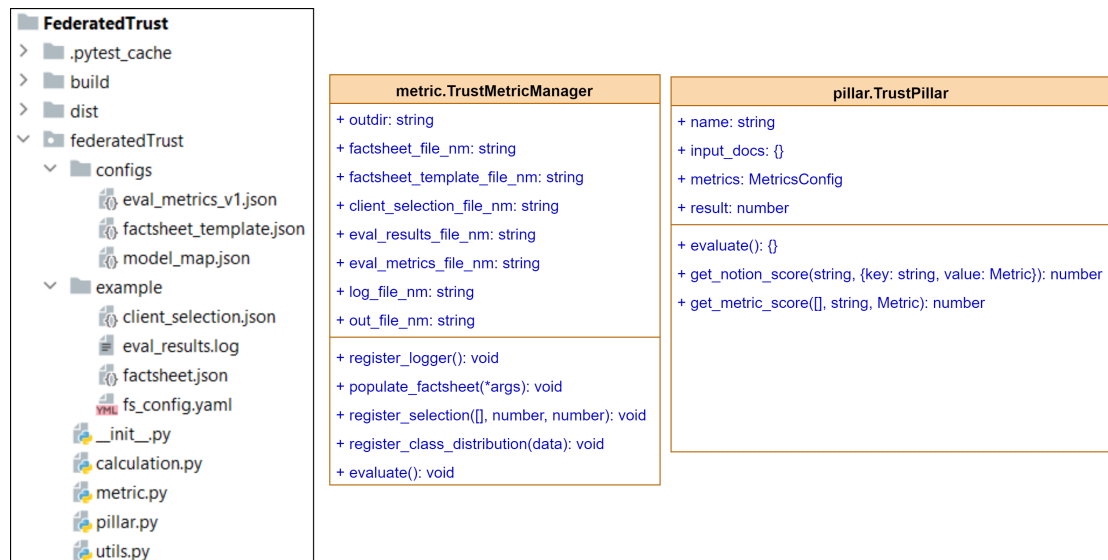 FederatedTrust
.pytest_cache
build
dist
federatedTrust
configs
eval_metrics_v1.json
factsheet_template.json
model_map.json
example
client_selection.json
eval_results.log
factsheet.json
YML fs_config.yaml
__init__.py
calculation.py
metric.py
pillar.py
utils.py
metric.TrustMetricManager
+ outdir: string
+ factsheet_file_nm: string
+ factsheet_template_file_nm: string
+ client_selection_file_nm: string
+ eval_results_file_nm: string
+ eval_metrics_file_nm: string
+ log_file_nm: string
+ out_file_nm: string
+ register_logger(): void
+ populate_factsheet(*args): void
+ register_selection([], number, number): void
+ register_class_distribution(data): void
+ evaluate(): void
pillar.TrustPillar
+ name: string
+ input_docs: {}
+ metrics: MetricsConfig
+ result: number
+ evaluate(): {}
+ get_notion_score(string, {key: string, value: Metric}): number
+ get_metric_score([], string, Metric): number